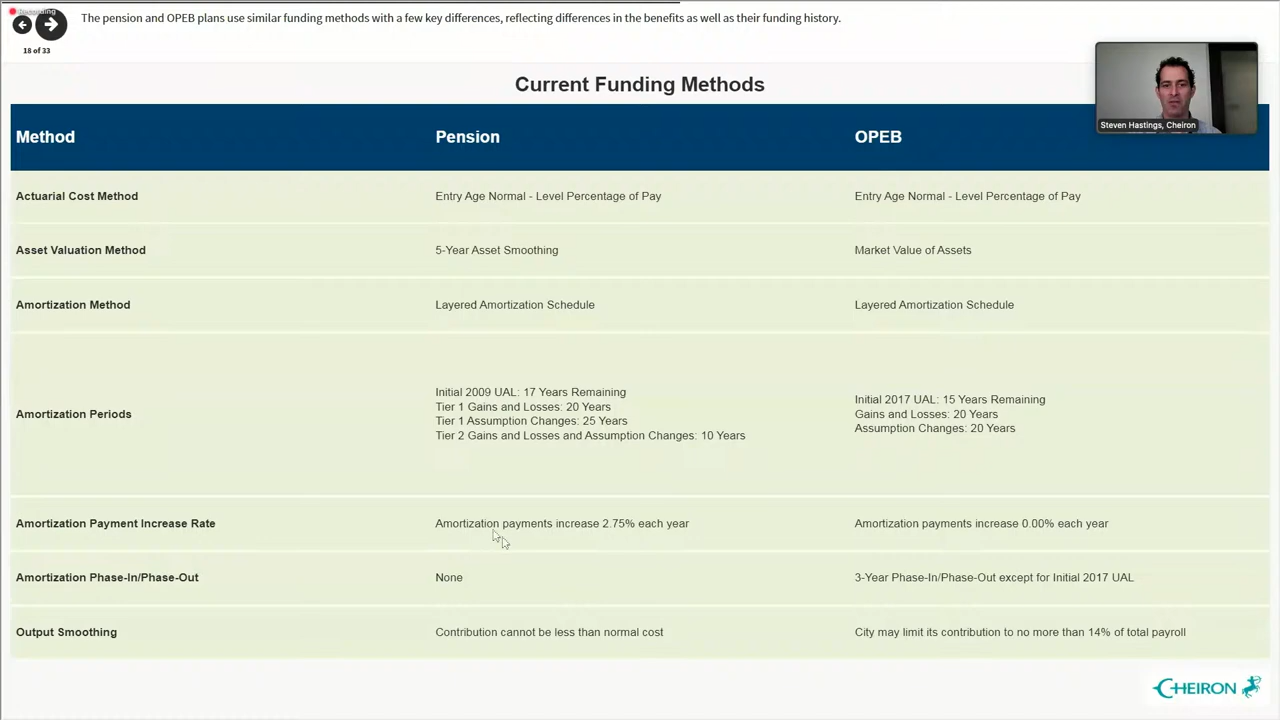 Recording
The pension and OPEB plans use similar funding methods with a few key differences, reflecting differences in the benefits as well as their funding history.
18 of 33
Current Funding Methods
Steven Hastings, Cheiron
Method Pension OPEB
Actuarial Cost Method Entry Age Normal - Level Percentage of Pay Entry Age Normal - Level Percentage of Pay
Asset Valuation Method 5-Year Asset Smoothing Market Value of Assets
Amortization Method Layered Amortization Schedule Layered Amortization Schedule
Amortization Periods
Initial 2009 UAL: 17 Years Remaining
Tier 1 Gains and Losses: 20 Years
Tier 1 Assumption Changes: 25 Years
Tier 2 Gains and Losses and Assumption Changes: 10 Years
Initial 2017 UAL: 15 Years Remaining
Gains and Losses: 20 Years
Assumption Changes: 20 Years
Amortization Payment Increase Rate Amortization payments increase 2.75% each year Amortization payments increase 0.00% each year
Amortization Phase-In/Phase-Out None 3-Year Phase-In/Phase-Out except for Initial 2017 UAL
Output Smoothing Contribution cannot be less than normal cost City may limit its contribution to no more than 14% of total payroll
CHEIRON